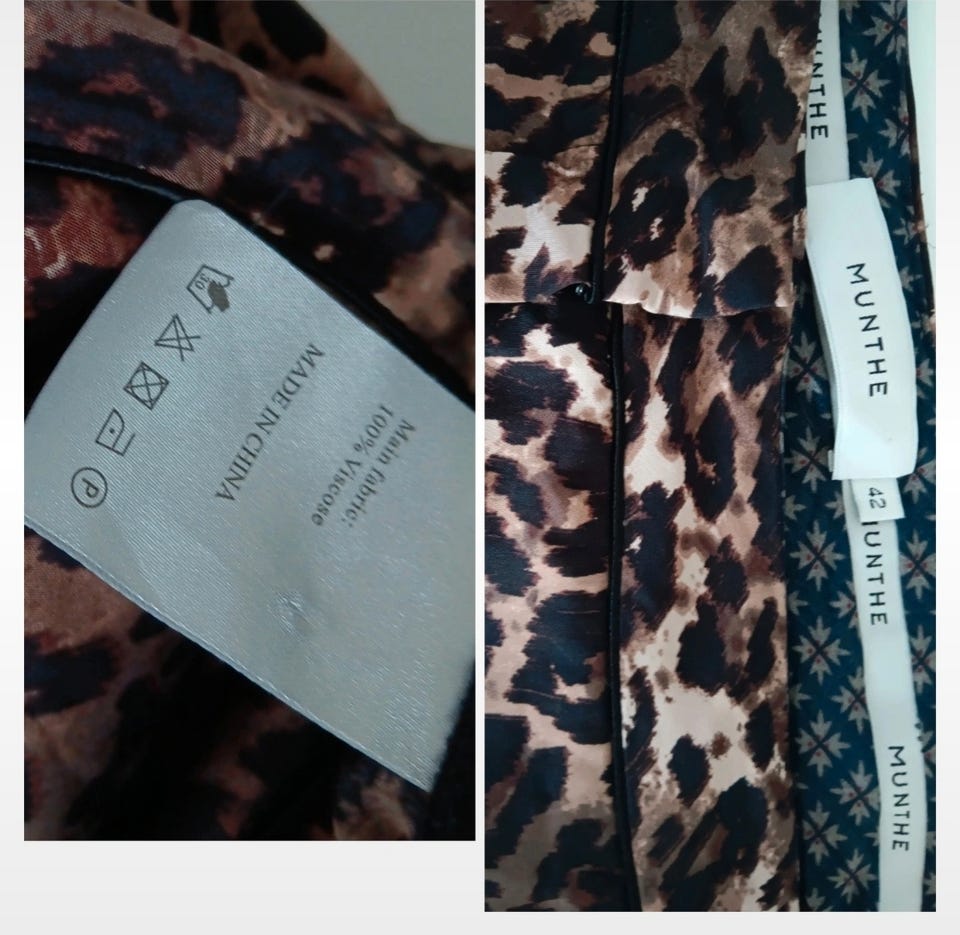 30
P
MADE IN CHINA
Main fabric:
100% Viscose
MUNTHE
MUNTHE
42
MUNTHE
MUNTHE